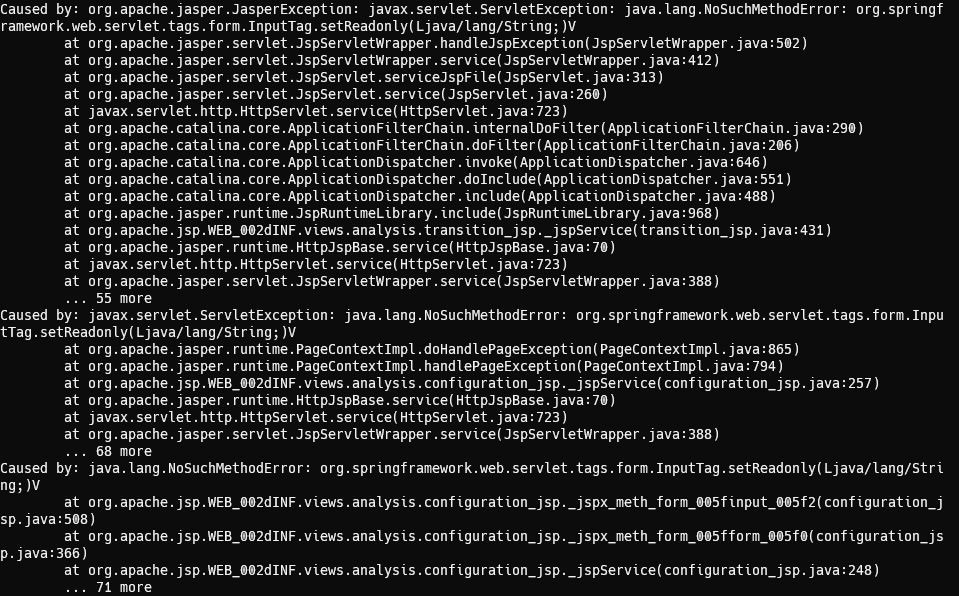 Caused by: org.apache.jasper.JasperException: javax.servlet.ServletException: java.lang.NoSuchMethodError: org.springf
ramework.web.servlet.tags.form.InputTag.setReadonly(Ljava/lang/String;)V
        at org.apache.jasper.servlet.JspServletWrapper.handleJspException(JspServletWrapper.java:502)
        at org.apache.jasper.servlet.JspServletWrapper.service(JspServletWrapper.java:412)
        at org.apache.jasper.servlet.JspServlet.serviceJspFile(JspServlet.java:313)
        at org.apache.jasper.servlet.JspServlet.service(JspServlet.java:260)
        at javax.servlet.http.HttpServlet.service(HttpServlet.java:723)
        at org.apache.catalina.core.ApplicationFilterChain.internalDoFilter(ApplicationFilterChain.java:290)
        at org.apache.catalina.core.ApplicationFilterChain.doFilter(ApplicationFilterChain.java:206)
        at org.apache.catalina.core.ApplicationDispatcher.invoke(ApplicationDispatcher.java:646)
        at org.apache.catalina.core.ApplicationDispatcher.doInclude(ApplicationDispatcher.java:551)
        at org.apache.catalina.core.ApplicationDispatcher.include(ApplicationDispatcher.java:488)
        at org.apache.jasper.runtime.JspRuntimeLibrary.include(JspRuntimeLibrary.java:968)
        at org.apache.jsp.WEB_002dINF.views.analysis.transition_jsp._jspService(transition_jsp.java:431)
        at org.apache.jasper.runtime.HttpJspBase.service(HttpJspBase.java:70)
        at javax.servlet.http.HttpServlet.service(HttpServlet.java:723)
        at org.apache.jasper.servlet.JspServletWrapper.service(JspServletWrapper.java:388)
        ... 55 more
Caused by: javax.servlet.ServletException: java.lang.NoSuchMethodError: org.springframework.web.servlet.tags.form.Inpu
tTag.setReadonly(Ljava/lang/String;)V
        at org.apache.jasper.runtime.PageContextImpl.doHandlePageException(PageContextImpl.java:865)
        at org.apache.jasper.runtime.PageContextImpl.handlePageException(PageContextImpl.java:794)
        at org.apache.jsp.WEB_002dINF.views.analysis.configuration_jsp._jspService(configuration_jsp.java:257)
        at org.apache.jasper.runtime.HttpJspBase.service(HttpJspBase.java:70)
        at javax.servlet.http.HttpServlet.service(HttpServlet.java:723)
        at org.apache.jasper.servlet.JspServletWrapper.service(JspServletWrapper.java:388)
        ... 68 more
Caused by: java.lang.NoSuchMethodError: org.springframework.web.servlet.tags.form.InputTag.setReadonly(Ljava/lang/Stri
ng;)V
        at org.apache.jsp.WEB_002dINF.views.analysis.configuration_jsp._jspx_meth_form_005finput_005f2(configuration_j
sp.java:508)
        at org.apache.jsp.WEB_002dINF.views.analysis.configuration_jsp._jspx_meth_form_005fform_005f0(configuration_js
p.java:366)
        at org.apache.jsp.WEB_002dINF.views.analysis.configuration_jsp._jspService(configuration_jsp.java:248)
        ... 71 more